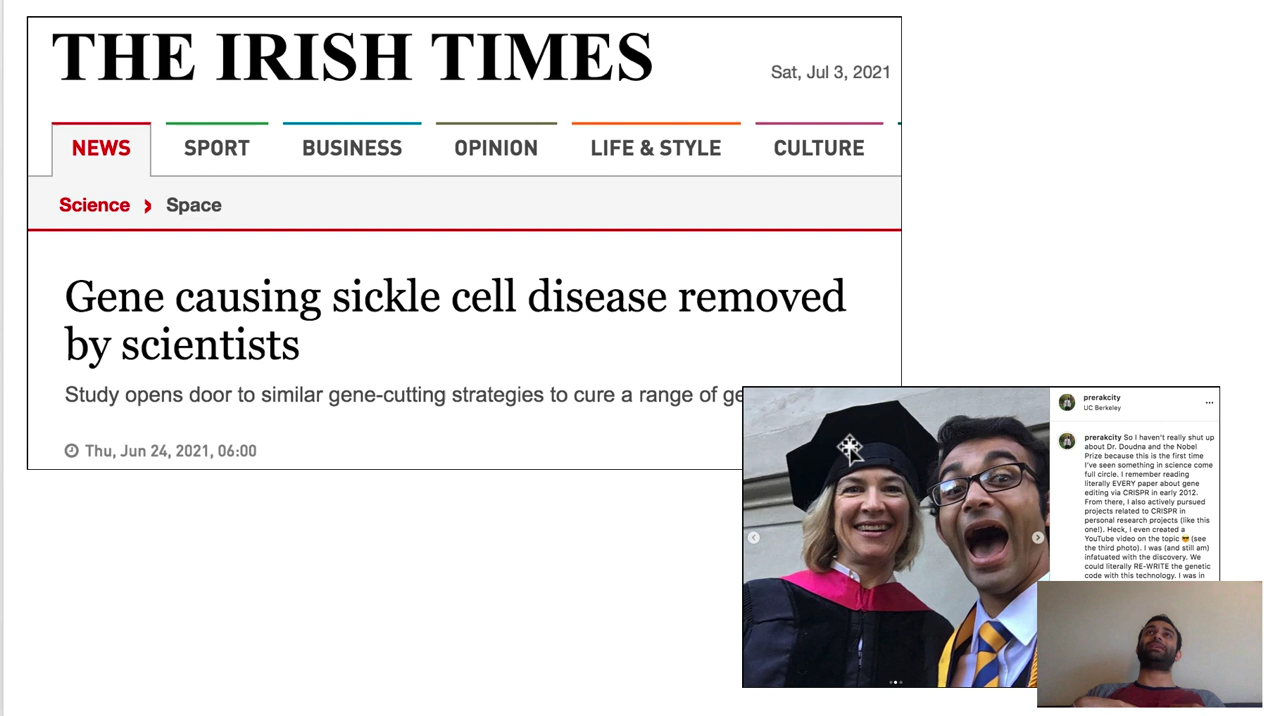 THE IRISH TIMES
Sat, Jul 3, 2021
NEWS SPORT BUSINESS OPINION LIFE & STYLE CULTURE
Science › Space
Gene causing sickle cell disease removed
by scientists
Study opens door to similar gene-cutting strategies to cure a range of ge
Thu, Jun 24, 2021, 06:00
prerakcity
UC Berkeley
...
prerakcity So I haven't really shut up
about Dr. Doudna and the Nobel
Prize because this is the first time
I've seen something in science come
full circle. I remember reading
literally EVERY paper about gene
editing via CRISPR in early 2012.
From there, I also actively pursued
projects related to CRISPR in
personal research projects (like this
one!). Heck, I even created a
YouTube video on the topic 😎 (see
the third photo). I was (and still am)
infatuated with the discovery. We
could literally RE-WRITE the genetic
code with this technology. I was in